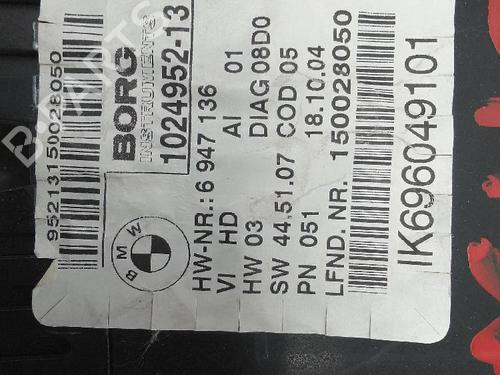 95213150028050
BORG
INSTRUMENTS
1024952-13
BMW
HW-NR.: 6 947 136
VI HD AI 01
HW 03 DIAG 08D0
SW 44.51.07 COD 05
PN 051 18.10.04
LFND. NR. 150028050
IK696049101
B-PARTS